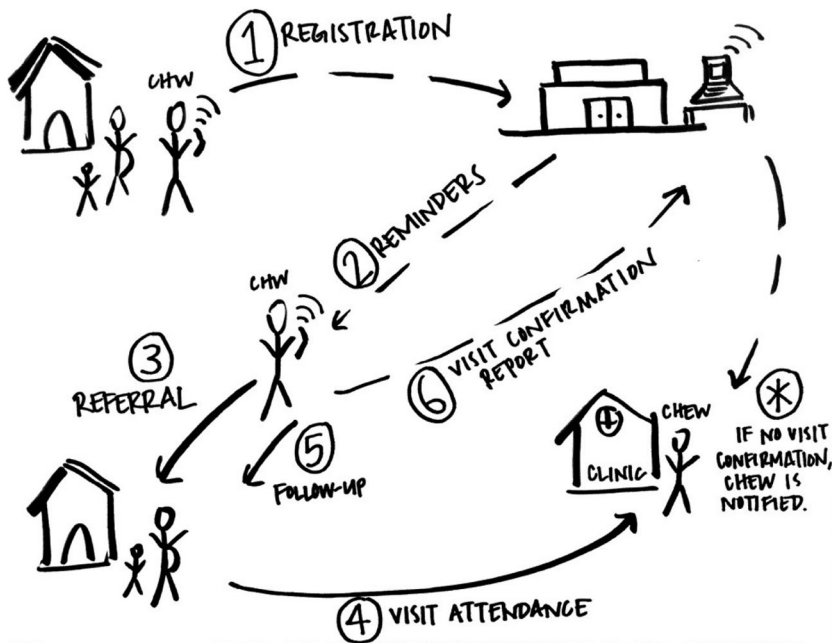 1 REGISTRATION
CHW
2 REMINDERS
CHW
3
REFERRAL
6 VISIT CONFIRMATION
REPORT
5
FOLLOW-UP
CLINIC
CHEW
*
IF NO VISIT
CONFIRMATION,
CHEW IS
NOTIFIED.
4 VISIT ATTENDANCE